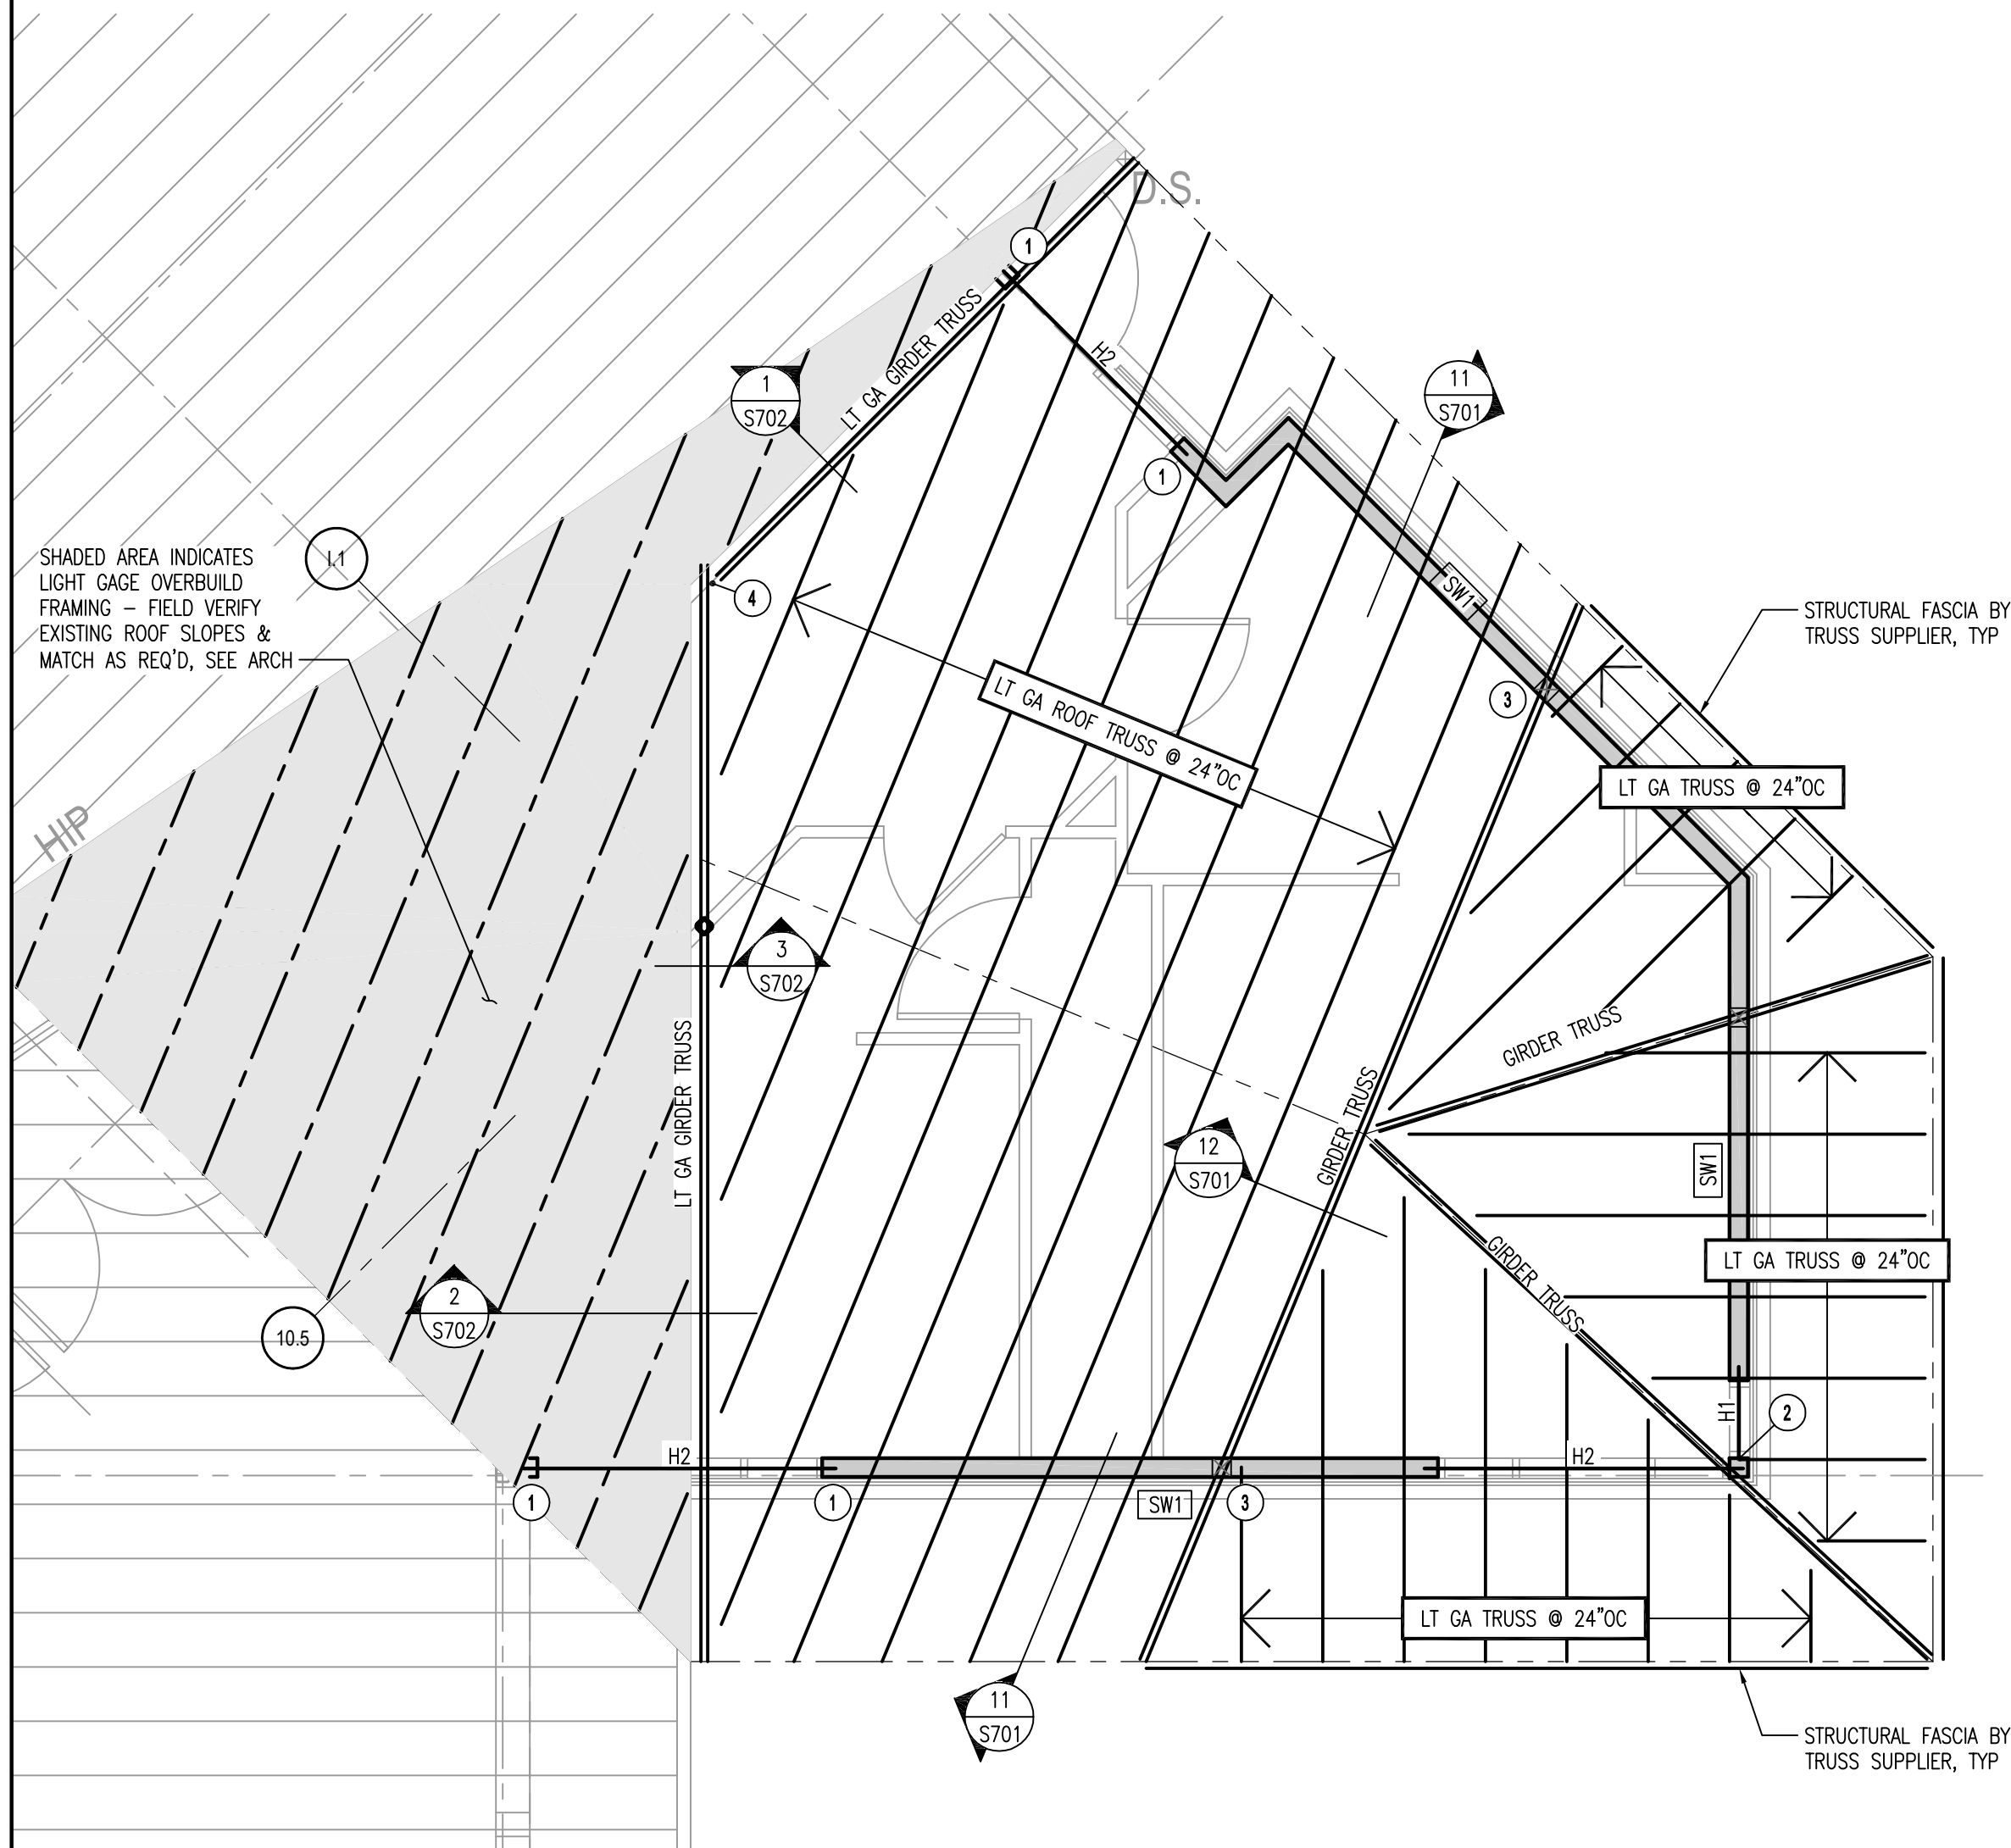 D.S.
1
H2
1
S702
LT GA GIRDER TRUSS
11
S701
1
SHADED AREA INDICATES
LIGHT GAGE OVERBUILD
FRAMING – FIELD VERIFY
EXISTING ROOF SLOPES &
MATCH AS REQ'D, SEE ARCH
I.1
4
SW1
STRUCTURAL FASCIA BY
TRUSS SUPPLIER, TYP
LT GA ROOF TRUSS @ 24"OC
3
LT GA TRUSS @ 24"OC
HIP
3
S702
LT GA GIRDER TRUSS
GIRDER TRUSS
GIRDER TRUSS
12
S701
SW1
GIRDER TRUSS
LT GA TRUSS @ 24"OC
2
S702
10.5
H1
2
H2
H2
1
1
SW1
3
LT GA TRUSS @ 24"OC
11
S701
STRUCTURAL FASCIA BY
TRUSS SUPPLIER, TYP